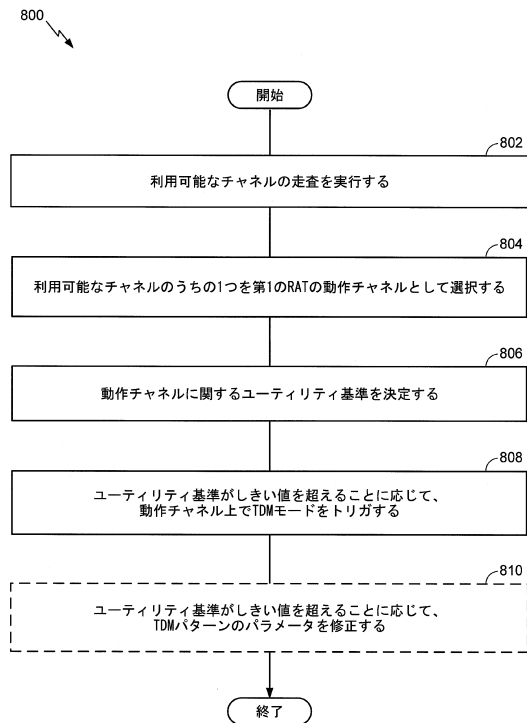 800
開始
802
利用可能なチャネルの走査を実行する
804
利用可能なチャネルのうちの1つを第1のRATの動作チャネルとして選択する
806
動作チャネルに関するユーティリティ基準を決定する
808
ユーティリティ基準がしきい値を超えることに応じて、
動作チャネル上でTDMモードをトリガする
810
ユーティリティ基準がしきい値を超えることに応じて、
TDMパターンのパラメータを修正する
終了